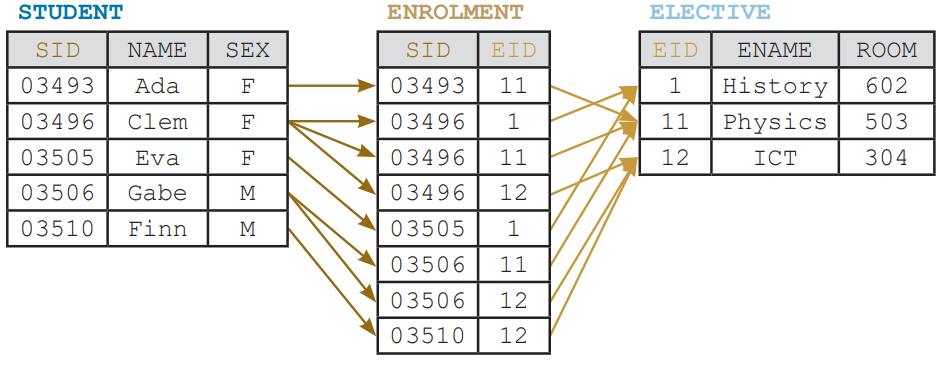 STUDENT ENROLMENT ELECTIVE
SID NAME SEX SID EID EID ENAME ROOM
03493 Ada F 03493 11 1 History 602
03496 Clem F 03496 1 11 Physics 503
03505 Eva F 03496 11 12 ICT 304
03506 Gabe M 03496 12
03510 Finn M 03505 1
03506 11
03506 12
03510 12